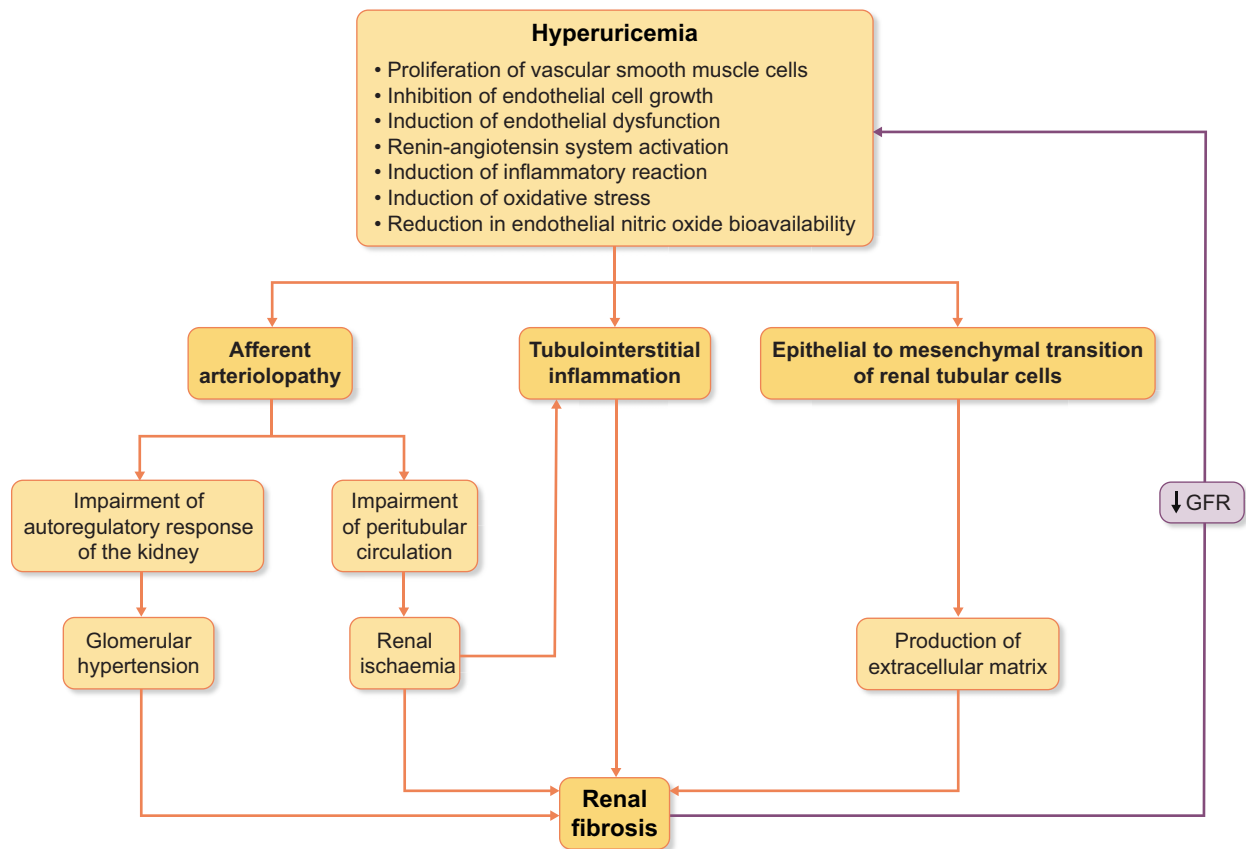 Hyperuricemia
• Proliferation of vascular smooth muscle cells
• Inhibition of endothelial cell growth
• Induction of endothelial dysfunction
• Renin-angiotensin system activation
• Induction of inflammatory reaction
• Induction of oxidative stress
• Reduction in endothelial nitric oxide bioavailability
Afferent
arteriolopathy
Tubulointerstitial
inflammation
Epithelial to mesenchymal transition
of renal tubular cells
Impairment of
autoregulatory response
of the kidney
Impairment
of peritubular
circulation
↓ GFR
Glomerular
hypertension
Renal
ischaemia
Production of
extracellular matrix
Renal
fibrosis